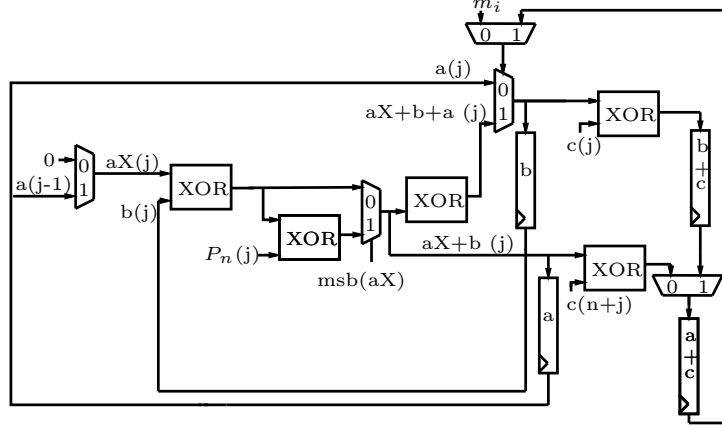 m_i
0 1
a(j)
0
aX+b+a (j)
1
XOR
c(j)
0
0
aX(j)
a(j-1)
1
XOR
b(j)
0
1
XOR
b
b
+
c
XOR
P_n(j)
aX+b (j)
msb(aX)
XOR
0 1
c(n+j)
a
a
+
c